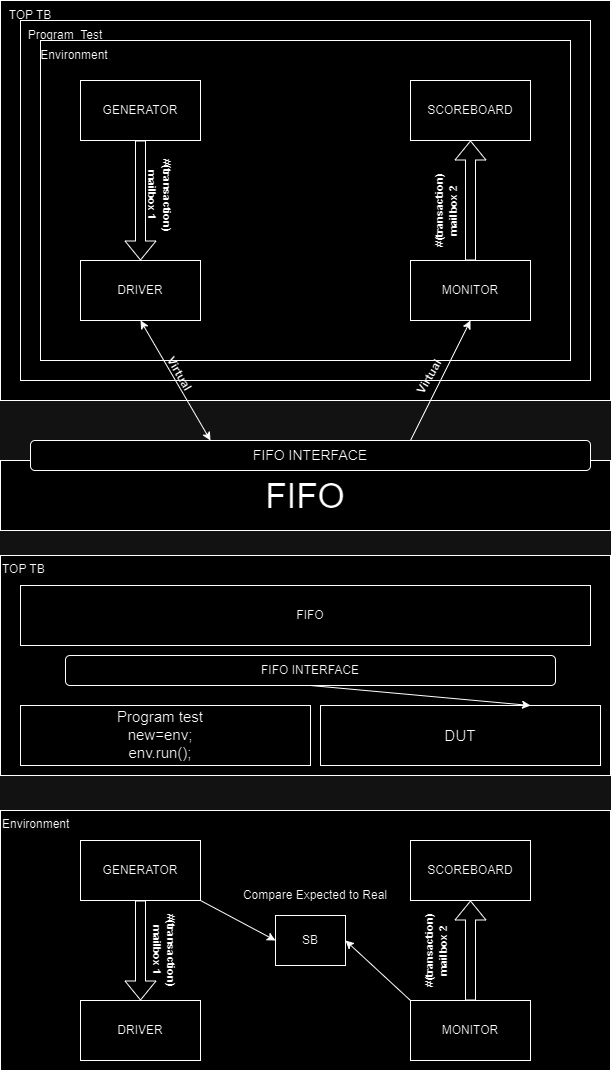 TOP TB
Program Test
Environment
GENERATOR
SCOREBOARD
#(transaction)
mailbox 1
#(transaction)
mailbox 2
DRIVER
MONITOR
Virtual
Virtual
FIFO INTERFACE
FIFO
TOP TB
FIFO
FIFO INTERFACE
Program test
new=env;
env.run();
DUT
Environment
GENERATOR
SCOREBOARD
Compare Expected to Real
#(transaction)
mailbox 1
SB
#(transaction)
mailbox 2
DRIVER
MONITOR